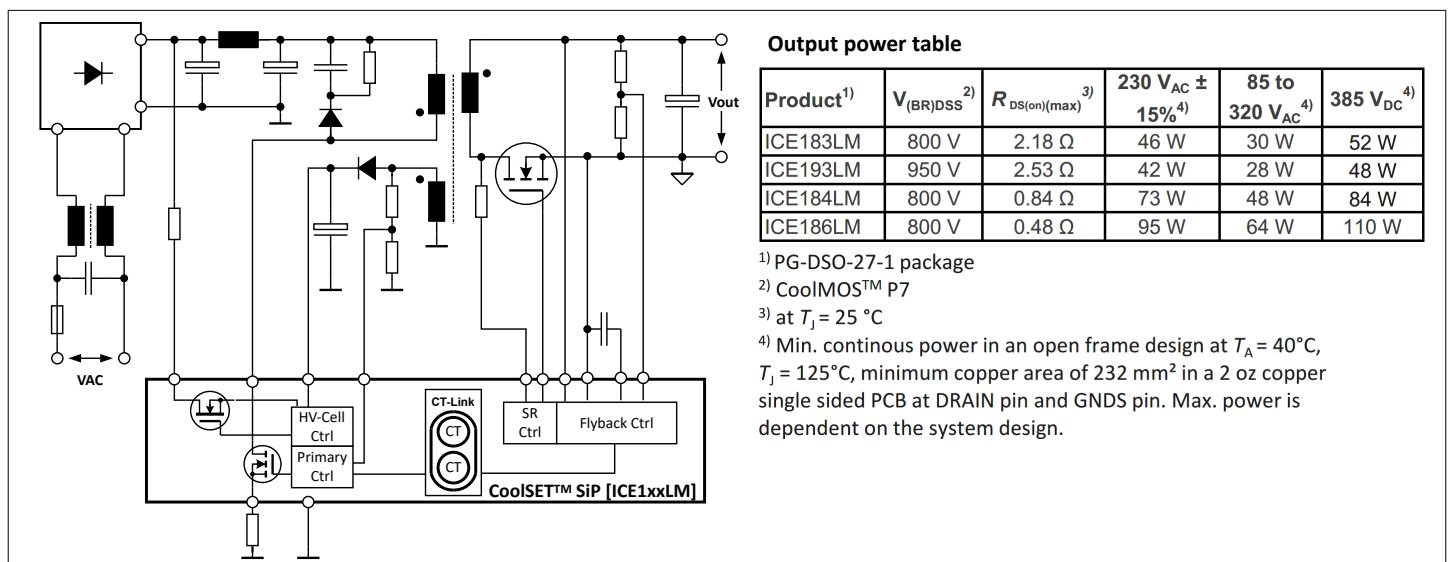 Vout
VAC
HV-Cell
Ctrl
Primary
Ctrl
CT-Link
CT
CT
SR
Ctrl
Flyback Ctrl
CoolSET™ SiP [ICE1xxLM]
Output power table
Product¹⁾ V(BR)DSS²⁾ R DS(on)(max)³⁾ 230 VAC ± 15%⁴⁾ 85 to 320 VAC⁴⁾ 385 VDC⁴⁾
ICE183LM 800 V 2.18 Ω 46 W 30 W 52 W
ICE193LM 950 V 2.53 Ω 42 W 28 W 48 W
ICE184LM 800 V 0.84 Ω 73 W 48 W 84 W
ICE186LM 800 V 0.48 Ω 95 W 64 W 110 W
¹⁾ PG-DSO-27-1 package
²⁾ CoolMOS™ P7
³⁾ at TJ = 25 °C
⁴⁾ Min. continous power in an open frame design at TA = 40°C,
TJ = 125°C, minimum copper area of 232 mm² in a 2 oz copper
single sided PCB at DRAIN pin and GNDS pin. Max. power is
dependent on the system design.